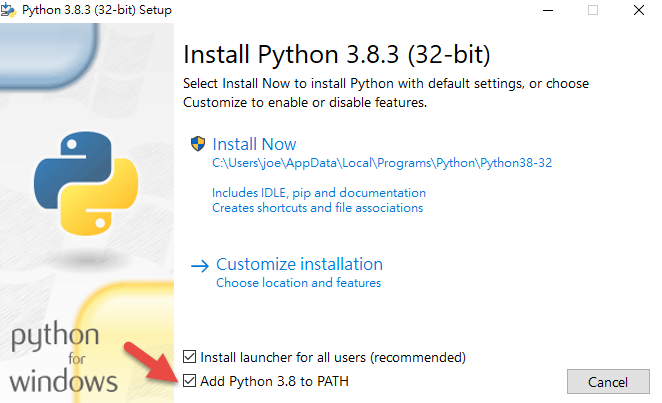 Python 3.8.3 (32-bit) Setup
Install Python 3.8.3 (32-bit)
Select Install Now to install Python with default settings, or choose
Customize to enable or disable features.
Install Now
C:\Users\joe\AppData\Local\Programs\Python\Python38-32
Includes IDLE, pip and documentation
Creates shortcuts and file associations
Customize installation
Choose location and features
python
for
windows
Install launcher for all users (recommended)
Add Python 3.8 to PATH
Cancel